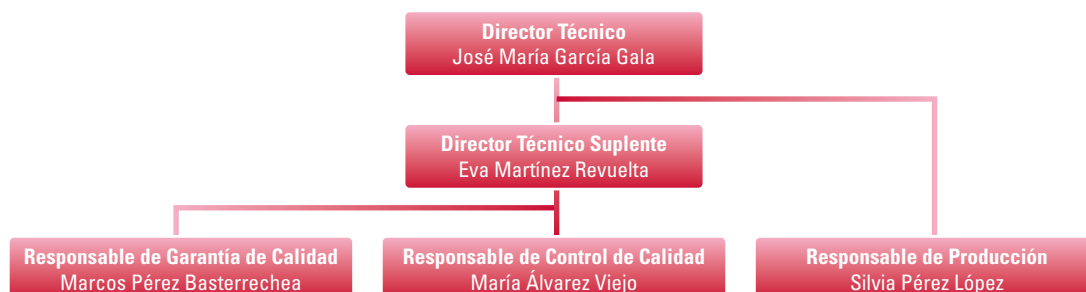 Director Técnico
José María García Gala
Director Técnico Suplente
Eva Martínez Revuelta
Responsable de Garantía de Calidad
Marcos Pérez Basterrechea
Responsable de Control de Calidad
María Álvarez Viejo
Responsable de Producción
Silvia Pérez López